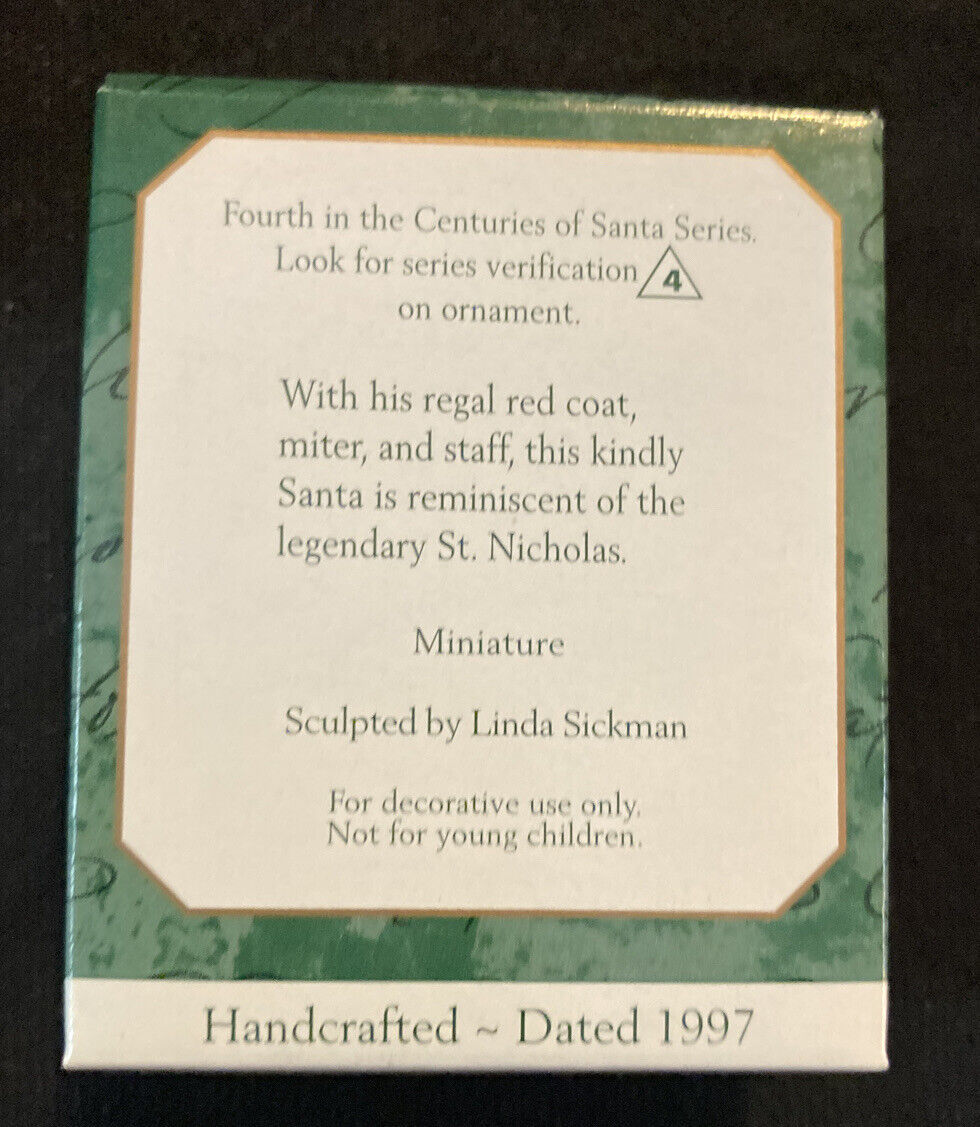 Fourth in the Centuries of Santa Series.
Look for series verification 4
on ornament.
With his regal red coat,
miter, and staff, this kindly
Santa is reminiscent of the
legendary St. Nicholas.
Miniature
Sculpted by Linda Sickman
For decorative use only.
Not for young children.
Handcrafted ~ Dated 1997